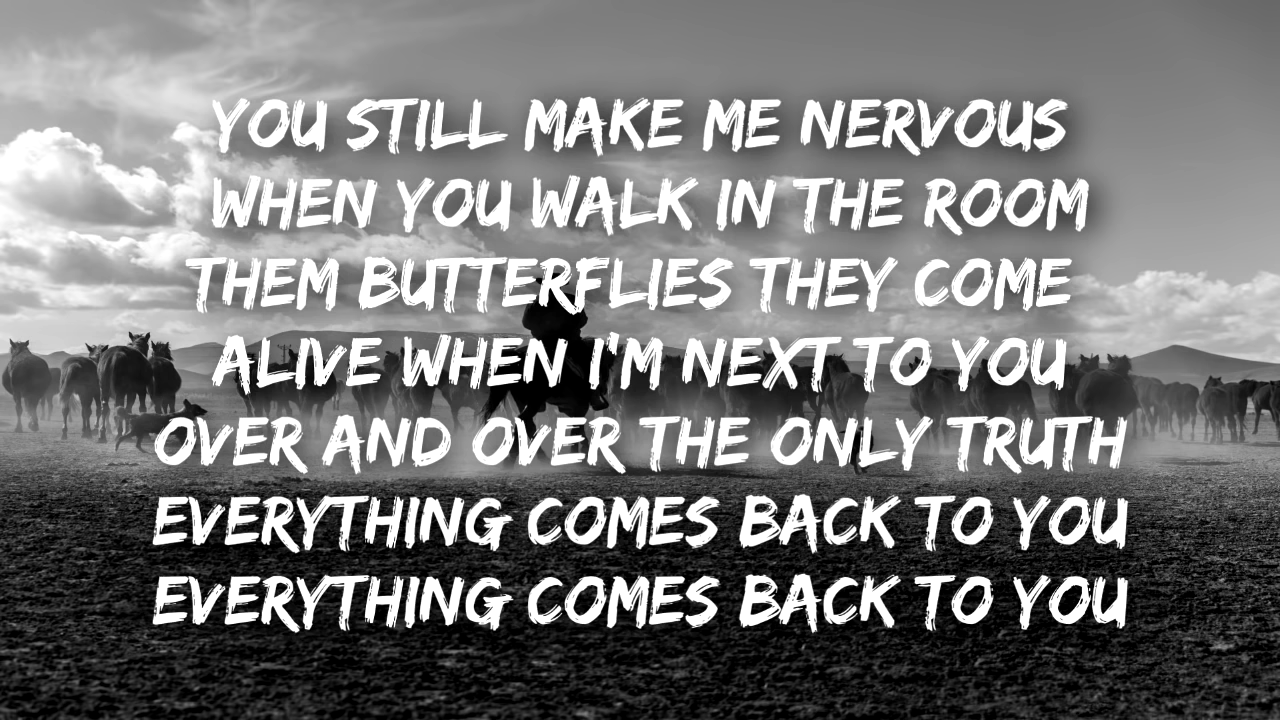 YOU STILL MAKE ME NERVOUS
WHEN YOU WALK IN THE ROOM
THEM BUTTERFLIES THEY COME
ALIVE WHEN I'M NEXT TO YOU
OVER AND OVER THE ONLY TRUTH
EVERYTHING COMES BACK TO YOU
EVERYTHING COMES BACK TO YOU